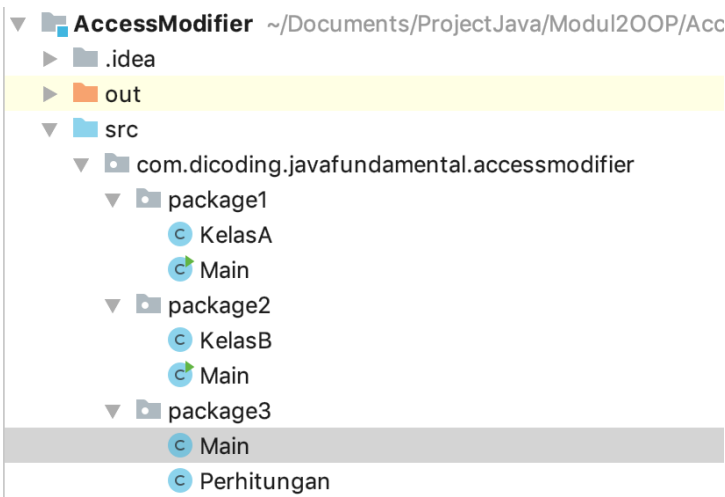 AccessModifier ~/Documents/ProjectJava/Modul2OOP/Acc
.idea
out
src
com.dicoding.javafundamental.accessmodifier
package1
C KelasA
C Main
package2
C KelasB
C Main
package3
C Main
C Perhitungan